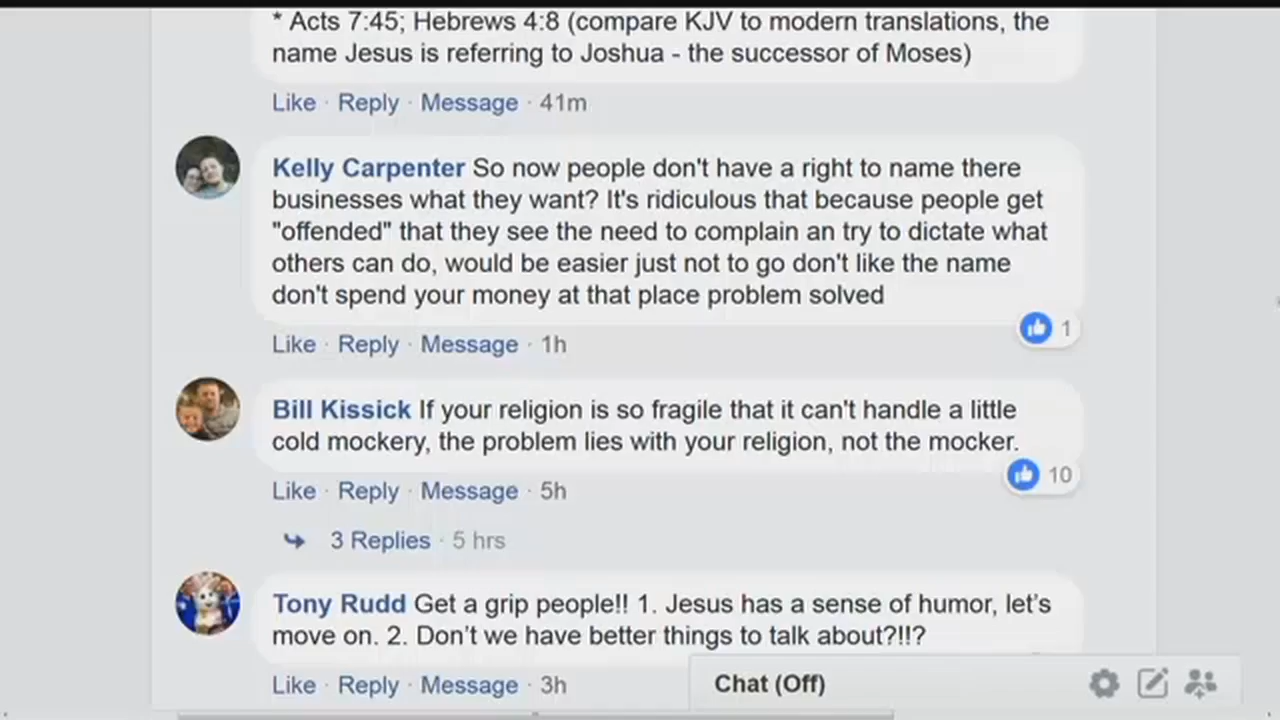 * Acts 7:45; Hebrews 4:8 (compare KJV to modern translations, the
name Jesus is referring to Joshua - the successor of Moses)
Like · Reply · Message · 41m
Kelly Carpenter So now people don't have a right to name there
businesses what they want? It's ridiculous that because people get
"offended" that they see the need to complain an try to dictate what
others can do, would be easier just not to go don't like the name
don't spend your money at that place problem solved
1
Like · Reply · Message · 1h
Bill Kissick If your religion is so fragile that it can't handle a little
cold mockery, the problem lies with your religion, not the mocker.
10
Like · Reply · Message · 5h
3 Replies · 5 hrs
Tony Rudd Get a grip people!! 1. Jesus has a sense of humor, let’s
move on. 2. Don’t we have better things to talk about?!!?
Like · Reply · Message · 3h
Chat (Off)